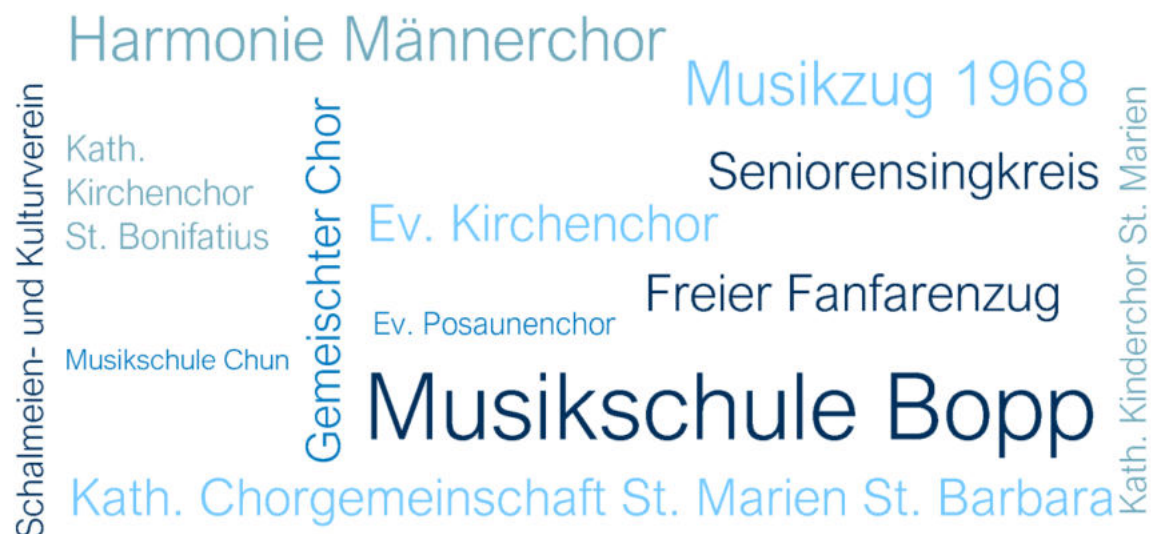 Harmonie Männerchor
Musikzug 1968
Schalmeien- und Kulturverein
Kath.
Kirchenchor
St. Bonifatius
Gemeischter Chor
Seniorensingkreis
Kath. Kinderchor St. Marien
Ev. Kirchenchor
Freier Fanfarenzug
Ev. Posaunenchor
Musikschule Chun
Musikschule Bopp
Kath. Chorgemeinschaft St. Marien St. Barbara